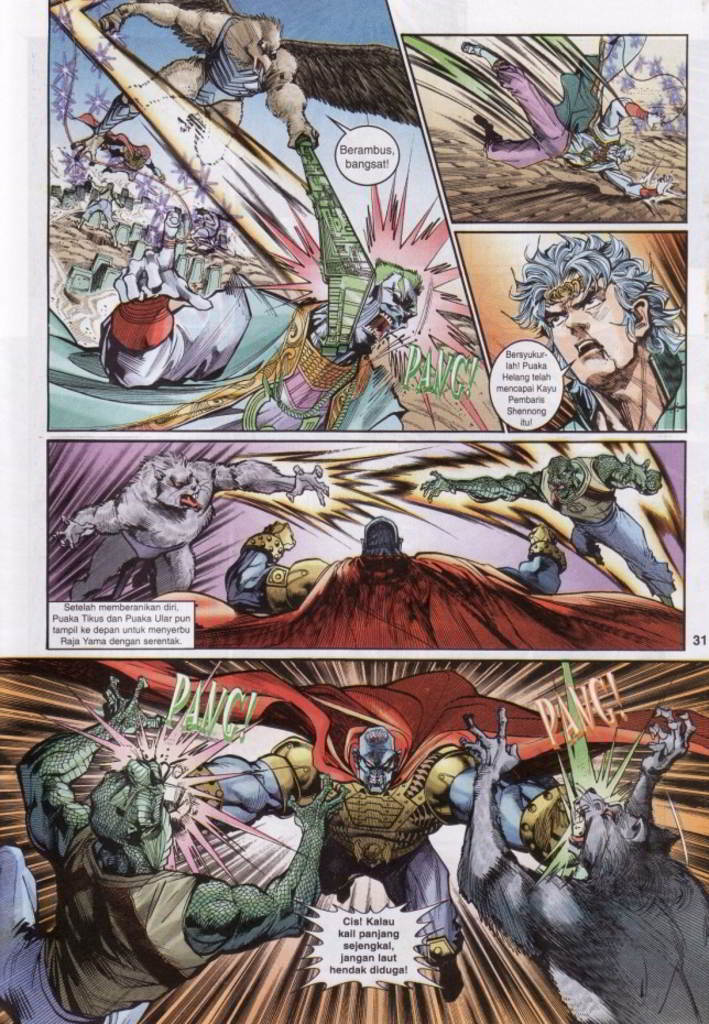 Berambus,
bangsat!
PANG!
Bersyukur-
lah! Puaka
Helang telah
mencapai Kayu
Pembaris
Shennong
itu!
Setelah memberanikan diri,
Puaka Tikus dan Puaka Ular pun
tampil ke depan untuk menyerbu
Raja Yama dengan serentak.
31
PANG!
PANG!
Cis! Kalau
kail panjang
sejengkal,
jangan laut
hendak diduga!